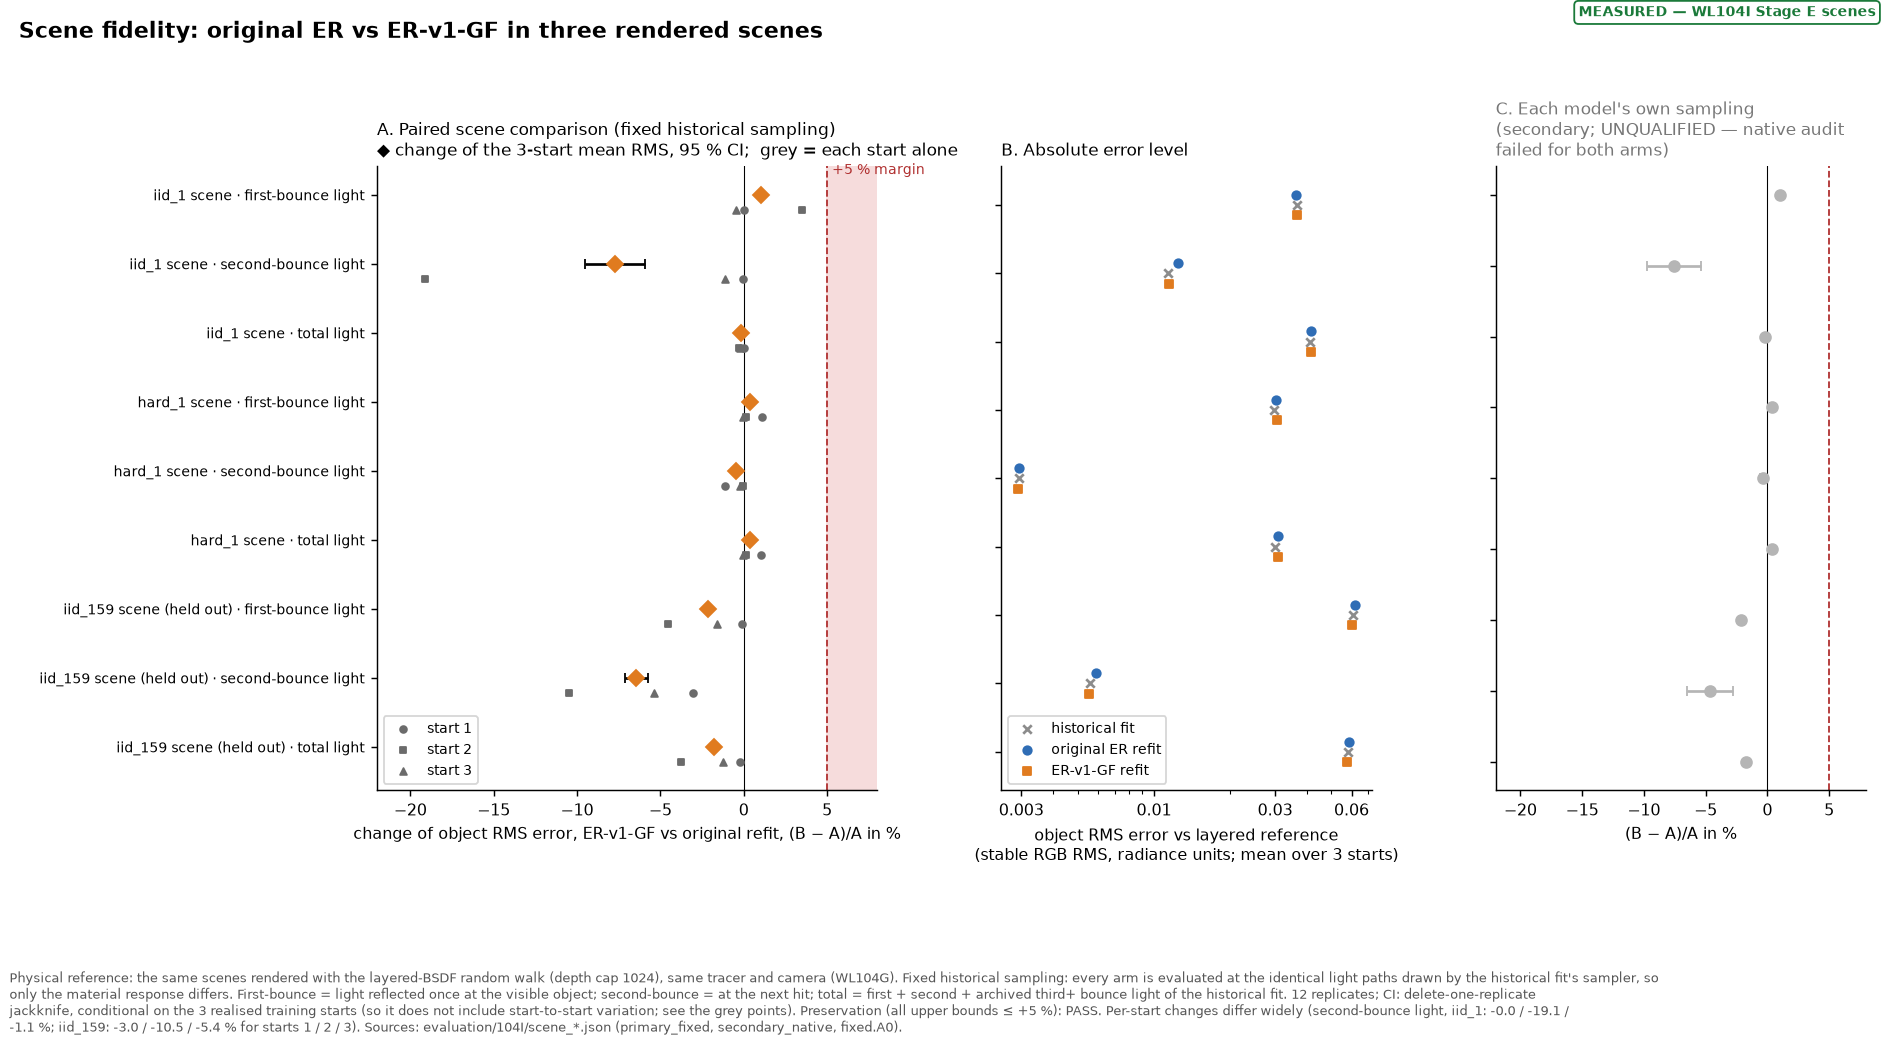 MEASURED — WL104I Stage E scenes
Scene fidelity: original ER vs ER-v1-GF in three rendered scenes
A. Paired scene comparison (fixed historical sampling)
◆ change of the 3-start mean RMS, 95 % CI;  grey = each start alone
+5 % margin
iid_1 scene · first-bounce light
iid_1 scene · second-bounce light
iid_1 scene · total light
hard_1 scene · first-bounce light
hard_1 scene · second-bounce light
hard_1 scene · total light
iid_159 scene (held out) · first-bounce light
iid_159 scene (held out) · second-bounce light
iid_159 scene (held out) · total light
start 1
start 2
start 3
−20 −15 −10 −5 0 5
change of object RMS error, ER-v1-GF vs original refit, (B − A)/A in %
B. Absolute error level
historical fit
original ER refit
ER-v1-GF refit
0.003 0.01 0.03 0.06
object RMS error vs layered reference
(stable RGB RMS, radiance units; mean over 3 starts)
C. Each model's own sampling
(secondary; UNQUALIFIED — native audit
failed for both arms)
−20 −15 −10 −5 0 5
(B − A)/A in %
Physical reference: the same scenes rendered with the layered-BSDF random walk (depth cap 1024), same tracer and camera (WL104G). Fixed historical sampling: every arm is evaluated at the identical light paths drawn by the historical fit's sampler, so
only the material response differs. First-bounce = light reflected once at the visible object; second-bounce = at the next hit; total = first + second + archived third+ bounce light of the historical fit. 12 replicates; CI: delete-one-replicate
jackknife, conditional on the 3 realised training starts (so it does not include start-to-start variation; see the grey points). Preservation (all upper bounds ≤ +5 %): PASS. Per-start changes differ widely (second-bounce light, iid_1: -0.0 / -19.1 /
-1.1 %; iid_159: -3.0 / -10.5 / -5.4 % for starts 1 / 2 / 3). Sources: evaluation/104I/scene_*.json (primary_fixed, secondary_native, fixed.A0).